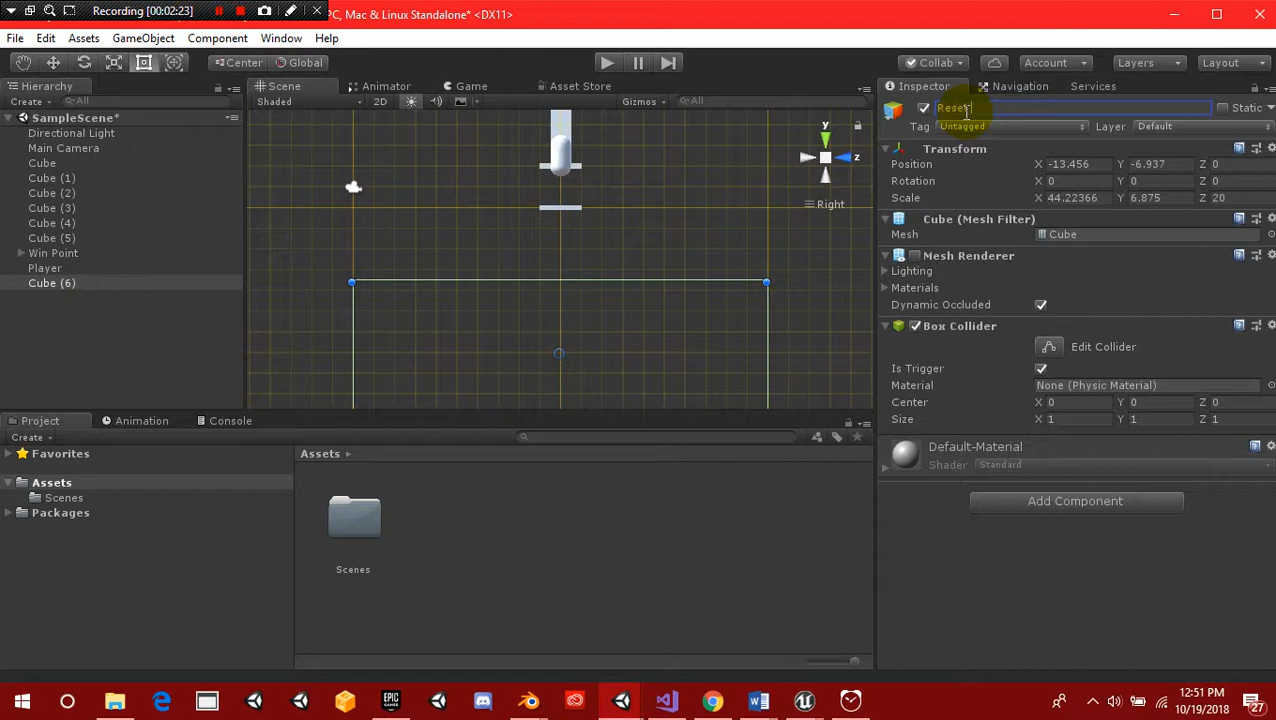 Recording [00:02:23]
PC, Mac & Linux Standalone* <DX11>
File Edit Assets GameObject Component Window Help
Center Global Collab Account Layers Layout
Hierarchy
Create All
SampleScene*
Directional Light
Main Camera
Cube
Cube (1)
Cube (2)
Cube (3)
Cube (4)
Cube (5)
Win Point
Player
Cube (6)
Scene Animator Game Asset Store
Shaded 2D Gizmos All
y
z
Right
Inspector Navigation Services
Reset Static
Tag Untagged Layer Default
Transform
Position X -13.456 Y -6.937 Z 0
Rotation X 0 Y 0 Z 0
Scale X 44.22366 Y 6.875 Z 20
Cube (Mesh Filter)
Mesh Cube
Mesh Renderer
Lighting
Materials
Dynamic Occluded
Box Collider
Edit Collider
Is Trigger
Material None (Physic Material)
Center X 0 Y 0 Z 0
Size X 1 Y 1 Z 1
Default-Material
Shader Standard
Add Component
Project Animation Console
Create
Favorites
Assets
Scenes
Packages
Assets
Scenes
EPIC
GAMES
12:51 PM
10/19/2018
27